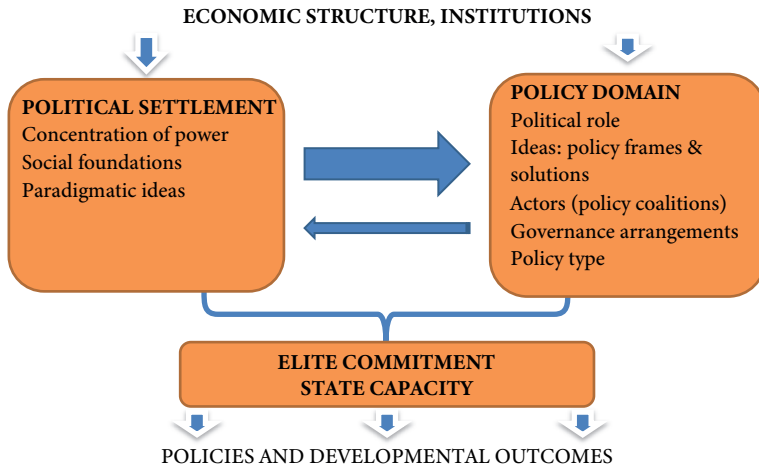 ECONOMIC STRUCTURE, INSTITUTIONS
POLITICAL SETTLEMENT
Concentration of power
Social foundations
Paradigmatic ideas
POLICY DOMAIN
Political role
Ideas: policy frames &
solutions
Actors (policy coalitions)
Governance arrangements
Policy type
ELITE COMMITMENT
STATE CAPACITY
POLICIES AND DEVELOPMENTAL OUTCOMES